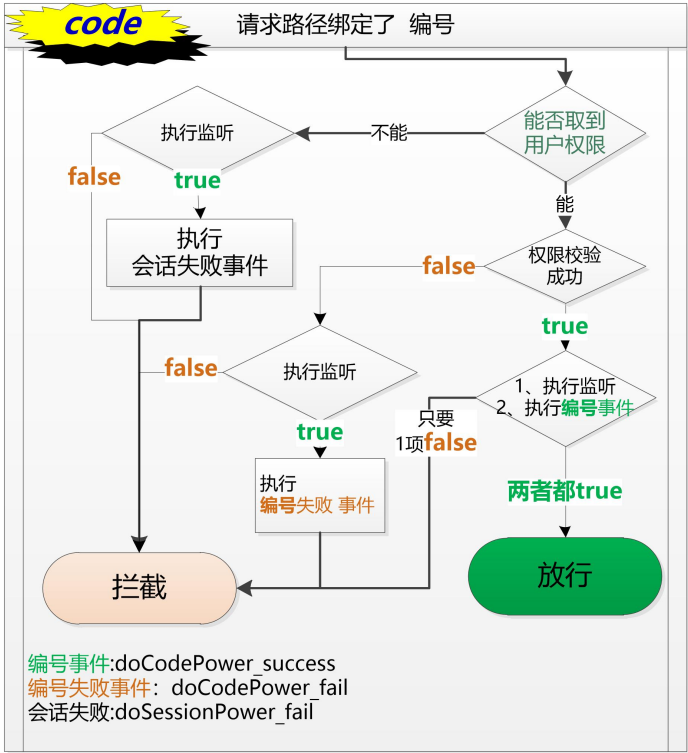 code
请求路径绑定了 编号
能否取到
用户权限
不能
执行监听
false
true
能
执行
会话失败事件
权限校验
成功
false
true
执行监听
false
true
1、执行监听
2、执行编号事件
只要
1项false
执行
编号失败 事件
两者都true
拦截
放行
编号事件:doCodePower_success
编号失败事件：doCodePower_fail
会话失败:doSessionPower_fail